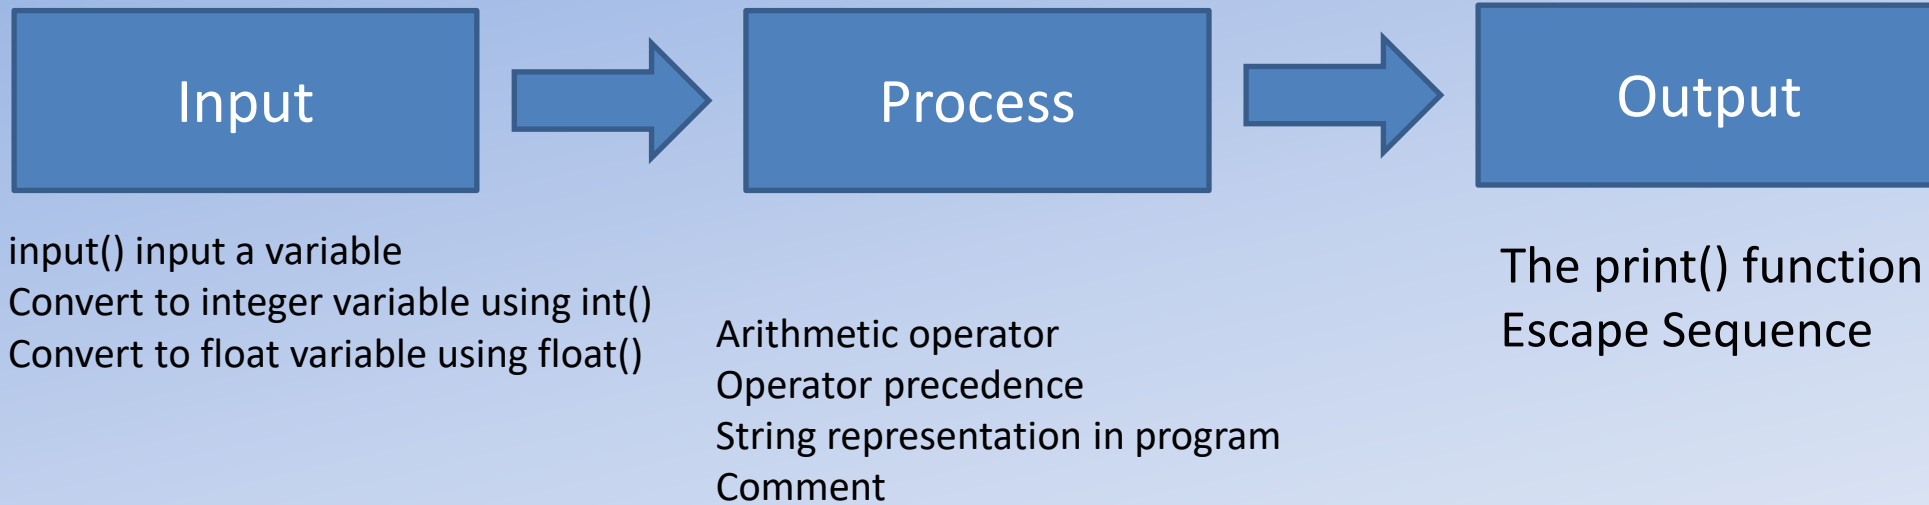 Input
input() input a variable
Convert to integer variable using int()
Convert to float variable using float()
Process
Arithmetic operator
Operator precedence
String representation in program
Comment
Output
The print() function
Escape Sequence